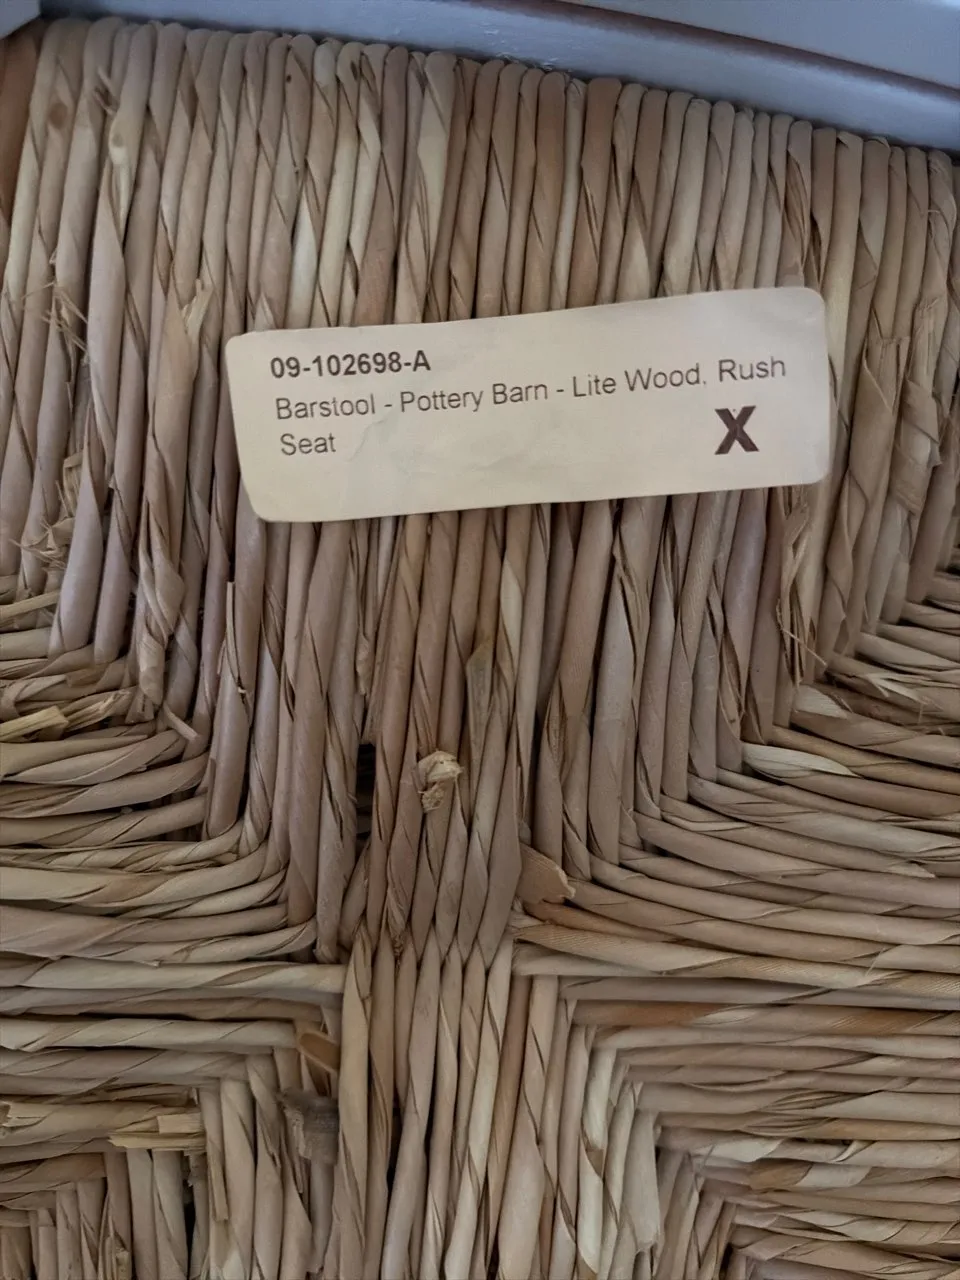 09-102698-A
Barstool - Pottery Barn - Lite Wood, Rush
Seat
X